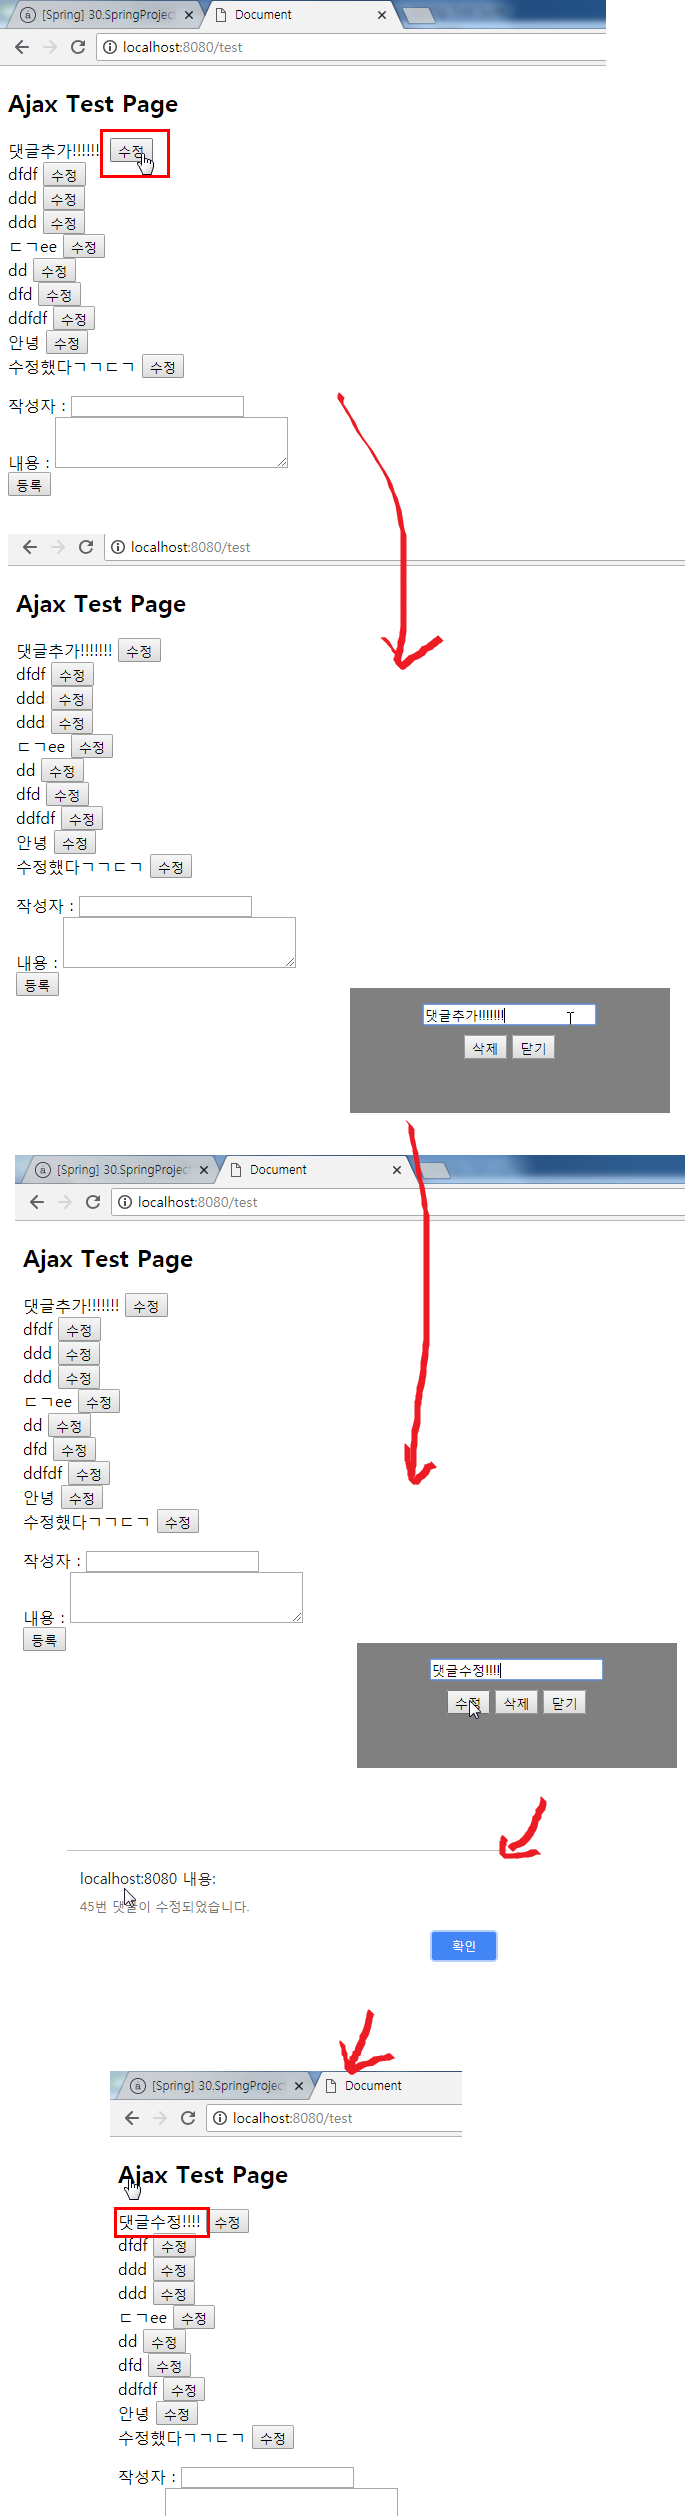 [Spring] 30.SpringProject
Document
localhost:8080/test
Ajax Test Page
댓글추가!!!!!! 수정
dfdf 수정
ddd 수정
ddd 수정
ㄷㄱee 수정
dd 수정
dfd 수정
ddfdf 수정
안녕 수정
수정했다ㄱㄱㄷㄱ 수정
작성자 :
내용 :
등록
localhost:8080/test
Ajax Test Page
댓글추가!!!!!!! 수정
dfdf 수정
ddd 수정
ddd 수정
ㄷㄱee 수정
dd 수정
dfd 수정
ddfdf 수정
안녕 수정
수정했다ㄱㄱㄷㄱ 수정
작성자 :
내용 :
등록
댓글추가!!!!!!!
삭제 닫기
[Spring] 30.SpringProject
Document
localhost:8080/test
Ajax Test Page
댓글추가!!!!!!! 수정
dfdf 수정
ddd 수정
ddd 수정
ㄷㄱee 수정
dd 수정
dfd 수정
ddfdf 수정
안녕 수정
수정했다ㄱㄱㄷㄱ 수정
작성자 :
내용 :
등록
댓글수정!!!!
수정 삭제 닫기
localhost:8080 내용:
45번 댓글이 수정되었습니다.
확인
[Spring] 30.SpringProject
Document
localhost:8080/test
Ajax Test Page
댓글수정!!!! 수정
dfdf 수정
ddd 수정
ddd 수정
ㄷㄱee 수정
dd 수정
dfd 수정
ddfdf 수정
안녕 수정
수정했다ㄱㄱㄷㄱ 수정
작성자 :